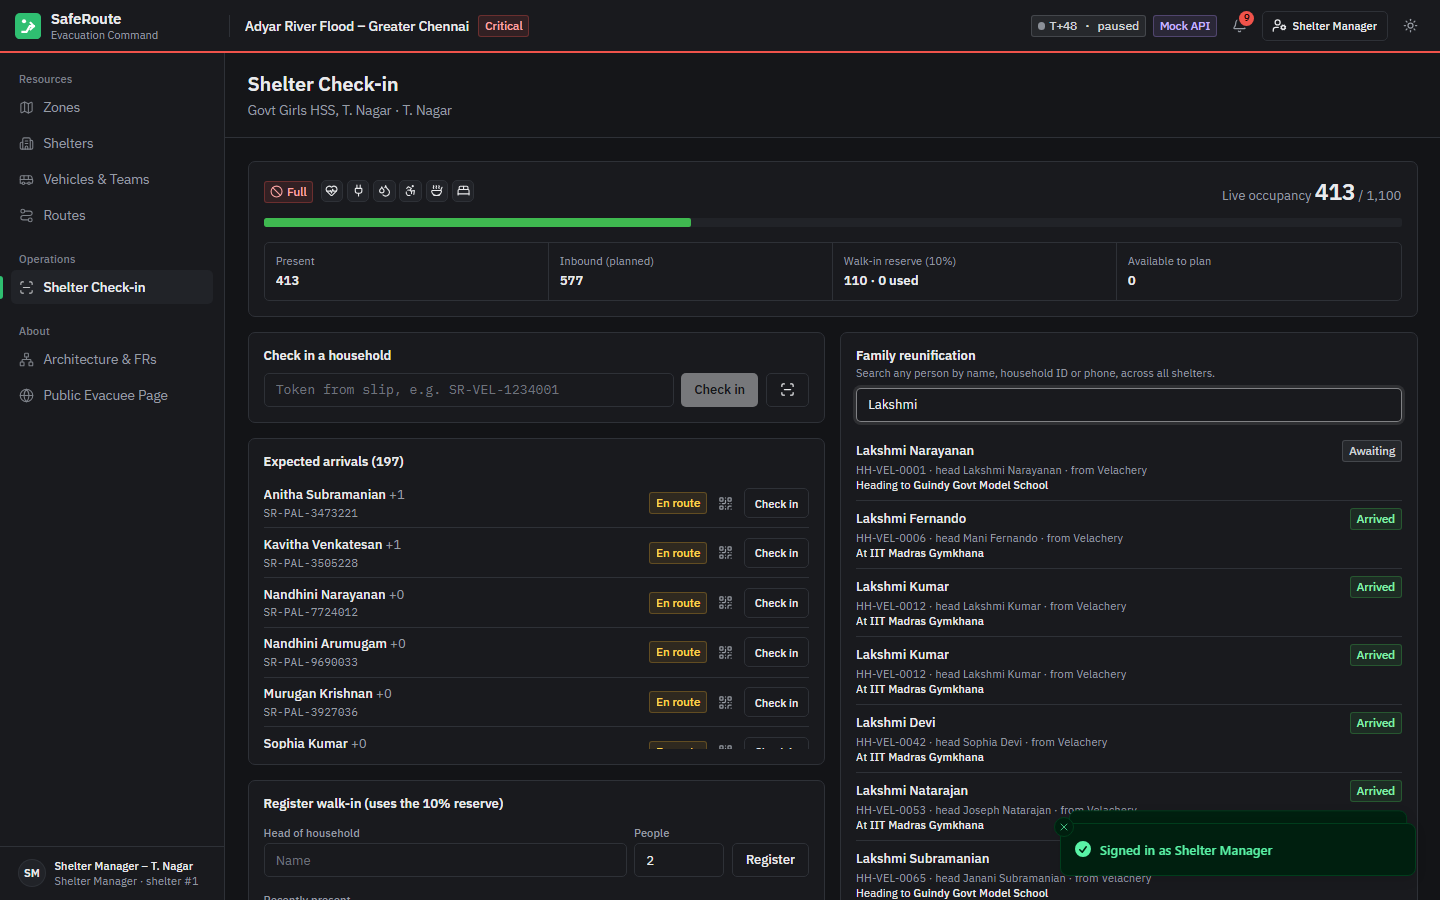 SafeRoute
Evacuation Command
Adyar River Flood – Greater Chennai
Critical
T+48 · paused
Mock API
9
Shelter Manager
Resources
Zones
Shelters
Vehicles & Teams
Routes
Operations
Shelter Check-in
About
Architecture & FRs
Public Evacuee Page
SM
Shelter Manager – T. Nagar
Shelter Manager · shelter #1
Shelter Check-in
Govt Girls HSS, T. Nagar · T. Nagar
Full
Live occupancy 413 / 1,100
Present
413
Inbound (planned)
577
Walk-in reserve (10%)
110 · 0 used
Available to plan
0
Check in a household
Token from slip, e.g. SR-VEL-1234001
Check in
Expected arrivals (197)
Anitha Subramanian +1
SR-PAL-3473221
En route
Check in
Kavitha Venkatesan +1
SR-PAL-3505228
En route
Check in
Nandhini Narayanan +0
SR-PAL-7724012
En route
Check in
Nandhini Arumugam +0
SR-PAL-9690033
En route
Check in
Murugan Krishnan +0
SR-PAL-3927036
En route
Check in
Sophia Kumar +0
Register walk-in (uses the 10% reserve)
Head of household
Name
People
2
Register
Recently present
Family reunification
Search any person by name, household ID or phone, across all shelters.
Lakshmi
Lakshmi Narayanan
Awaiting
HH-VEL-0001 · head Lakshmi Narayanan · from Velachery
Heading to Guindy Govt Model School
Lakshmi Fernando
Arrived
HH-VEL-0006 · head Mani Fernando · from Velachery
At IIT Madras Gymkhana
Lakshmi Kumar
Arrived
HH-VEL-0012 · head Lakshmi Kumar · from Velachery
At IIT Madras Gymkhana
Lakshmi Kumar
Arrived
HH-VEL-0012 · head Lakshmi Kumar · from Velachery
At IIT Madras Gymkhana
Lakshmi Devi
Arrived
HH-VEL-0042 · head Sophia Devi · from Velachery
At IIT Madras Gymkhana
Lakshmi Natarajan
Arrived
HH-VEL-0053 · head Joseph Natarajan · from Velachery
At IIT Madras Gymkhana
Lakshmi Subramanian
HH-VEL-0065 · head Janani Subramanian · from Velachery
Heading to Guindy Govt Model School
Signed in as Shelter Manager